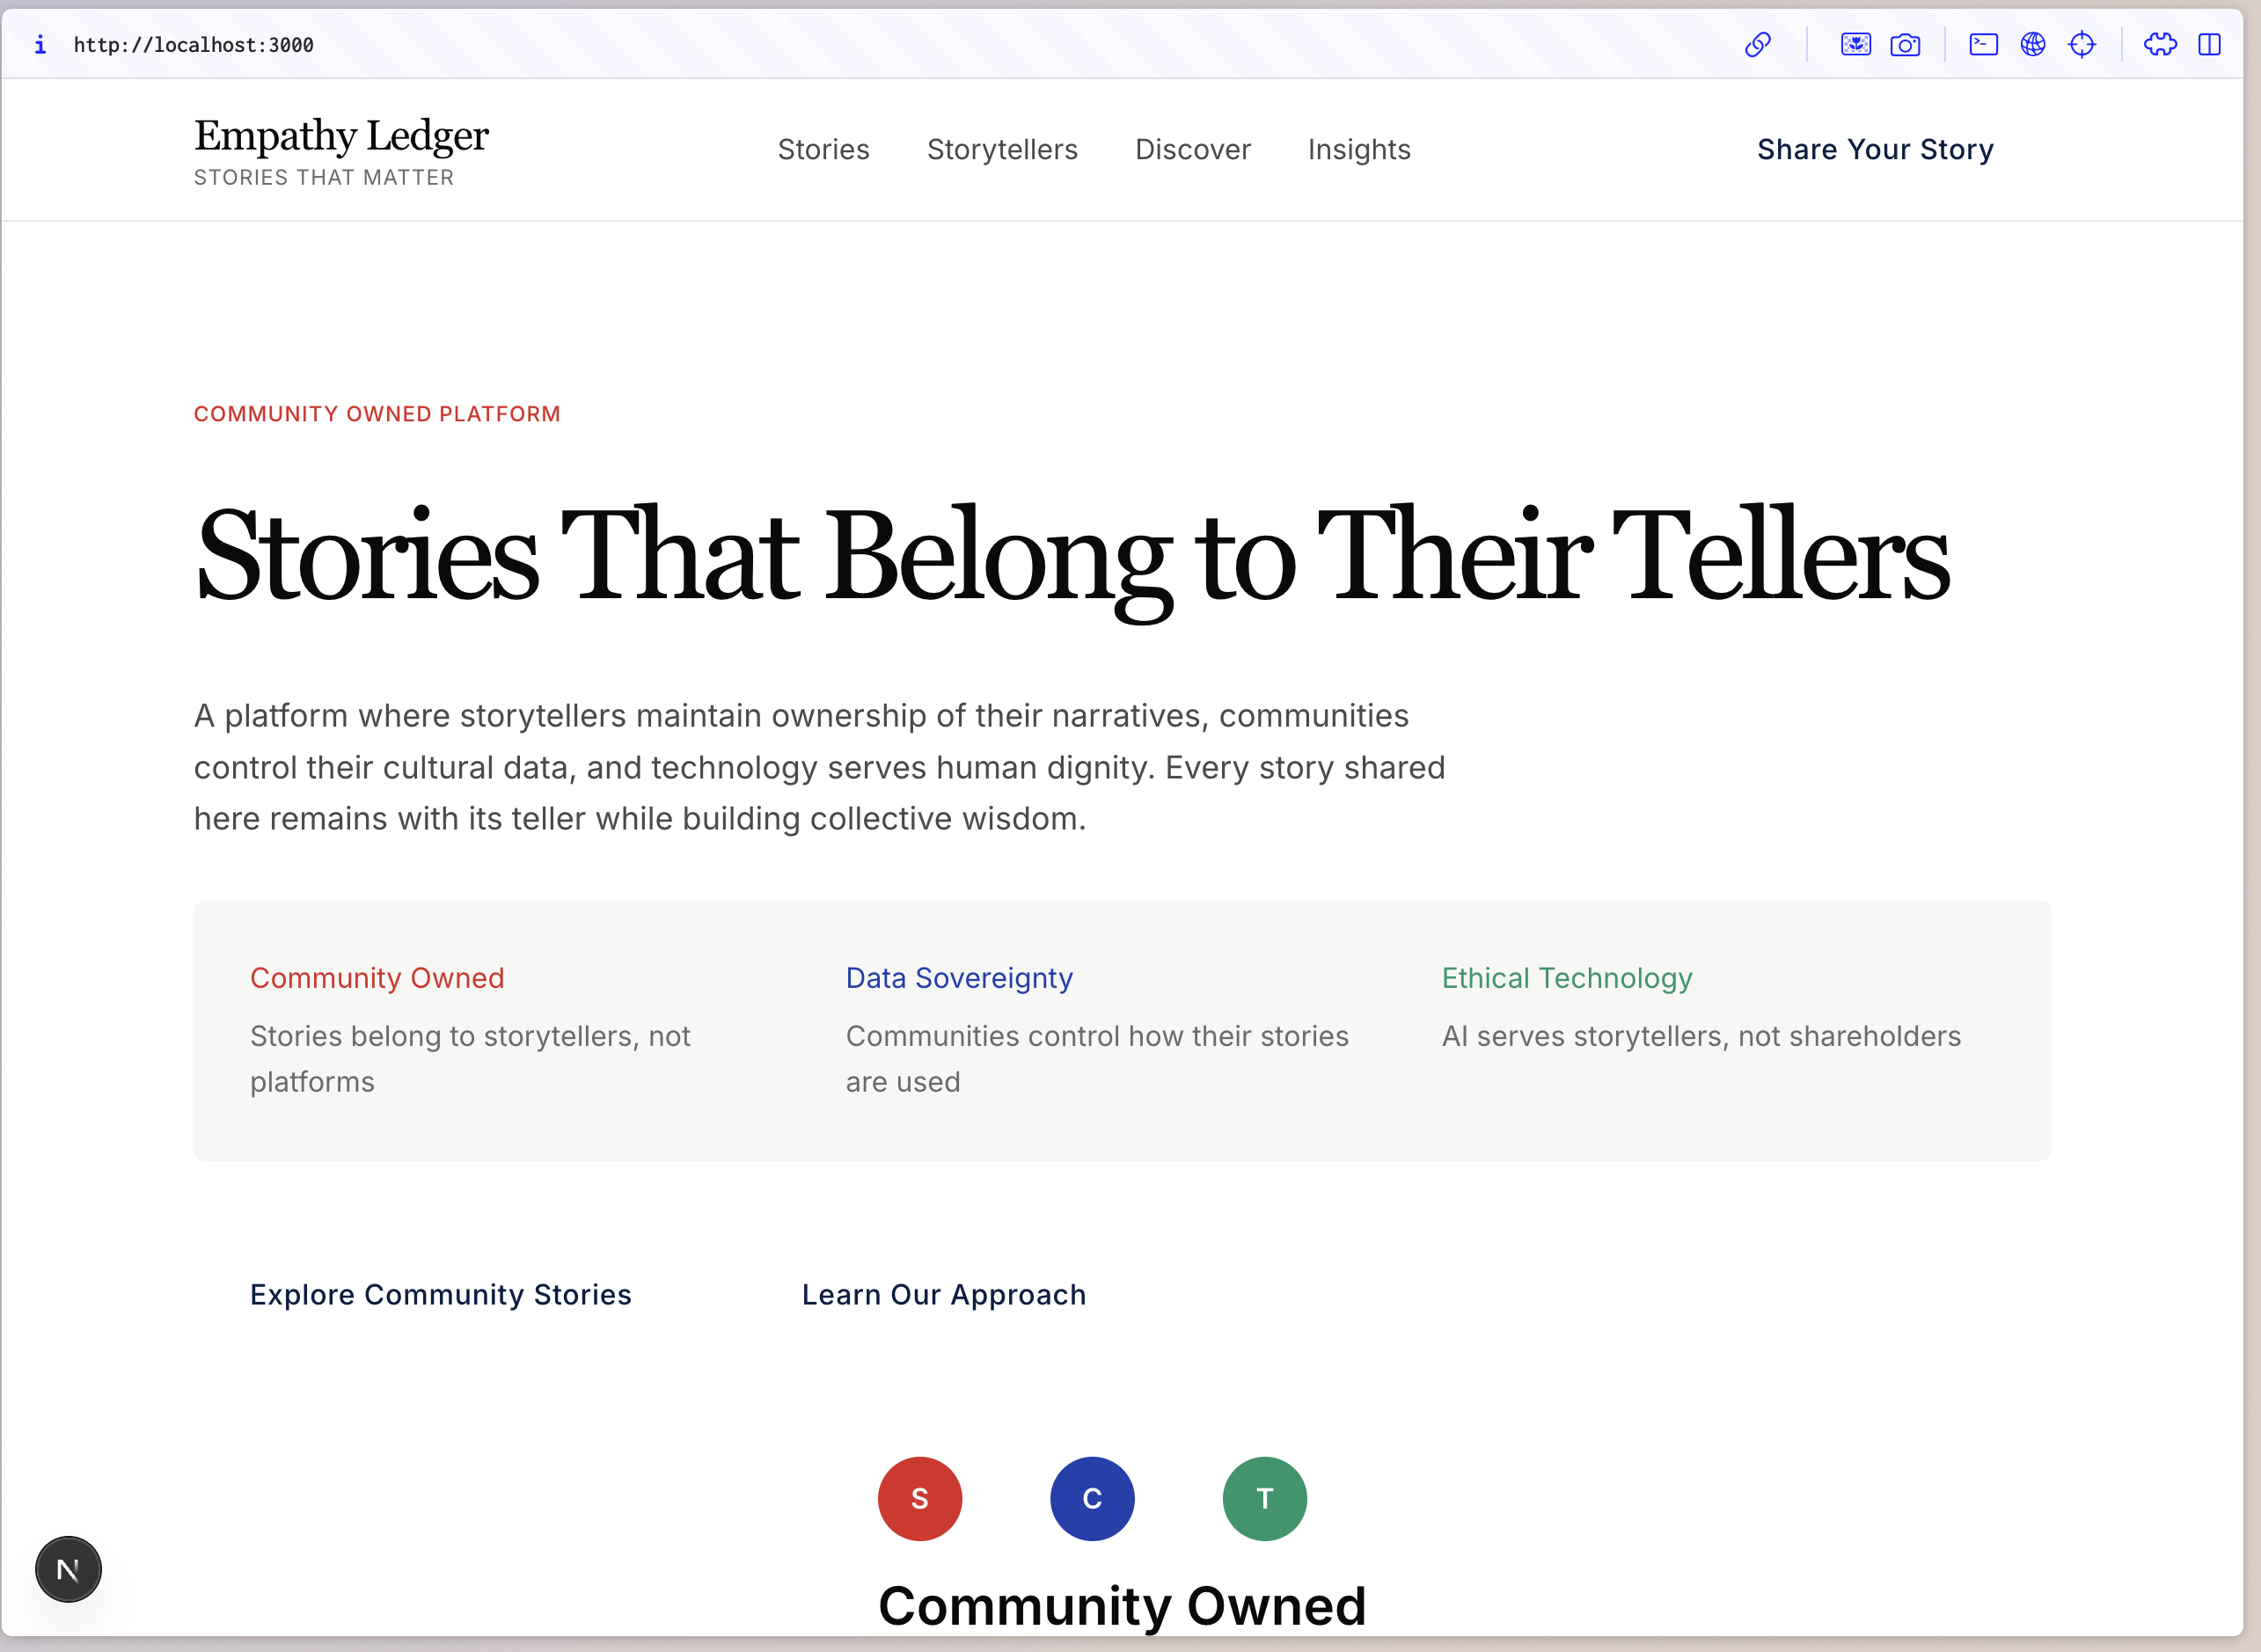 http://localhost:3000
Empathy Ledger
STORIES THAT MATTER
Stories
Storytellers
Discover
Insights
Share Your Story
COMMUNITY OWNED PLATFORM
Stories That Belong to Their Tellers
A platform where storytellers maintain ownership of their narratives, communities
control their cultural data, and technology serves human dignity. Every story shared
here remains with its teller while building collective wisdom.
Community Owned
Stories belong to storytellers, not
platforms
Data Sovereignty
Communities control how their stories
are used
Ethical Technology
AI serves storytellers, not shareholders
Explore Community Stories
Learn Our Approach
S
C
T
Community Owned
N